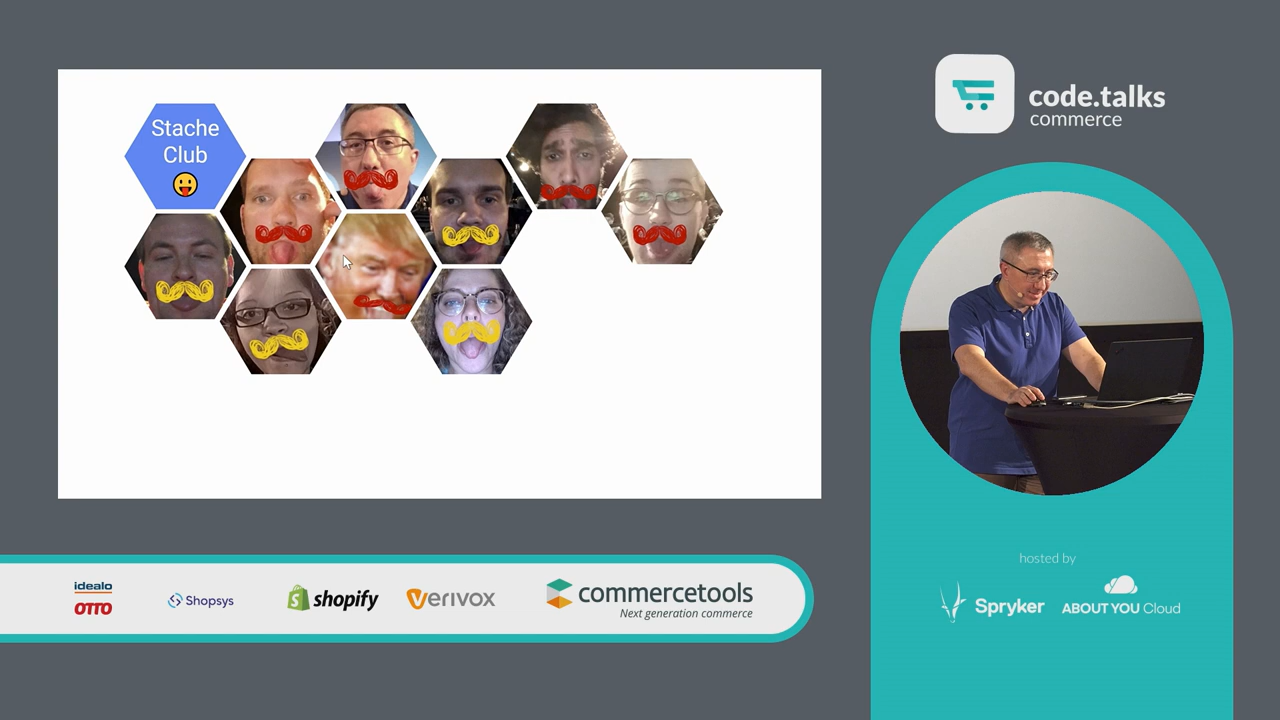 Stache
Club
code.talks
commerce
hosted by
Spryker
ABOUT YOU Cloud
idealo
OTTO
Shopsys
shopify
VERIVOX
commercetools
Next generation commerce